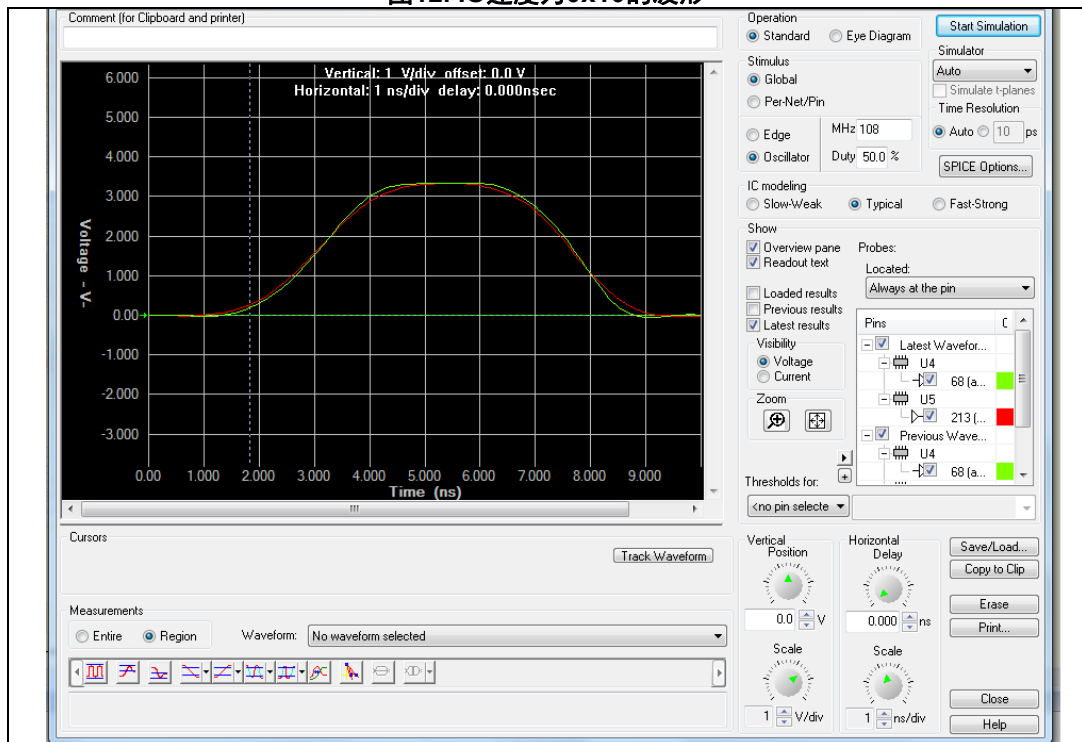 Comment (for Clipboard and printer)
Vertical: 1 V/div offset: 0.0 V
Horizontal: 1 ns/div delay: 0.000nsec
6.000
5.000
4.000
3.000
2.000
1.000
0.00
-1.000
-2.000
-3.000
Voltage - V-
0.00 1.000 2.000 3.000 4.000 5.000 6.000 7.000 8.000 9.000
Time (ns)
Operation
Standard Eye Diagram
Start Simulation
Stimulus
Global
Per-Net/Pin
Simulator
Auto
Simulate t-planes
Time Resolution
Auto 10 ps
Edge MHz 108
Oscillator Duty 50.0 %
SPICE Options...
IC modeling
Slow-Weak Typical Fast-Strong
Show
Overview pane
Readout text
Loaded results
Previous results
Latest results
Visibility
Voltage
Current
Zoom
Probes:
Located:
Always at the pin
Pins C
Latest Wavefor...
U4
68 (a...
U5
213 (...
Previous Wave...
U4
68 (a...
Thresholds for:
<no pin selecte
Cursors
Track Waveform
Measurements
Entire Region Waveform: No waveform selected
Vertical
Position
0.0 V
Scale
1 V/div
Horizontal
Delay
0.000 ns
Scale
1 ns/div
Save/Load...
Copy to Clip
Erase
Print...
Close
Help